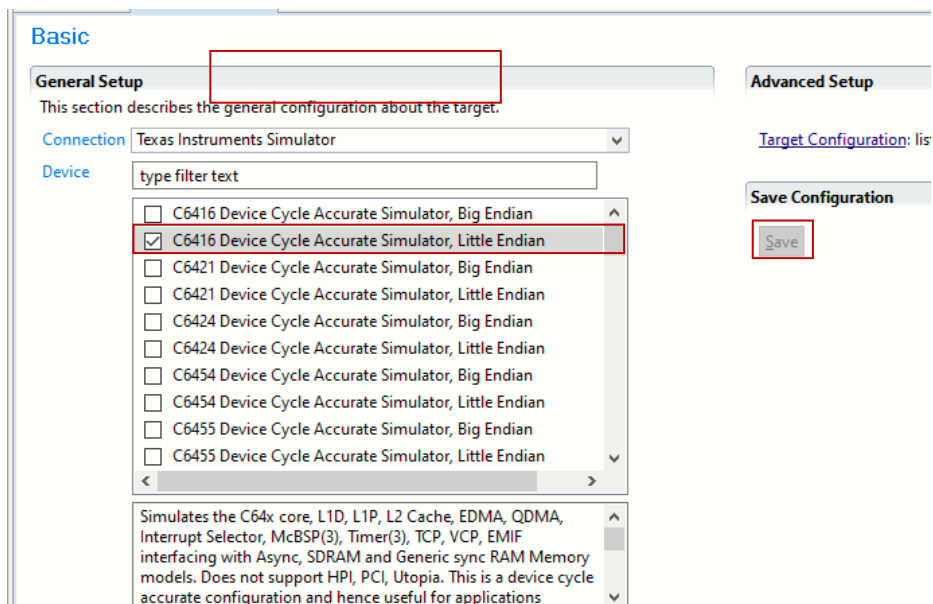 Basic
General Setup
This section describes the general configuration about the target.
Connection Texas Instruments Simulator
Device
type filter text
C6416 Device Cycle Accurate Simulator, Big Endian
C6416 Device Cycle Accurate Simulator, Little Endian
C6421 Device Cycle Accurate Simulator, Big Endian
C6421 Device Cycle Accurate Simulator, Little Endian
C6424 Device Cycle Accurate Simulator, Big Endian
C6424 Device Cycle Accurate Simulator, Little Endian
C6454 Device Cycle Accurate Simulator, Big Endian
C6454 Device Cycle Accurate Simulator, Little Endian
C6455 Device Cycle Accurate Simulator, Big Endian
C6455 Device Cycle Accurate Simulator, Little Endian
Simulates the C64x core, L1D, L1P, L2 Cache, EDMA, QDMA,
Interrupt Selector, McBSP(3), Timer(3), TCP, VCP, EMIF
interfacing with Async, SDRAM and Generic sync RAM Memory
models. Does not support HPI, PCI, Utopia. This is a device cycle
accurate configuration and hence useful for applications
Advanced Setup
Target Configuration: lis
Save Configuration
Save